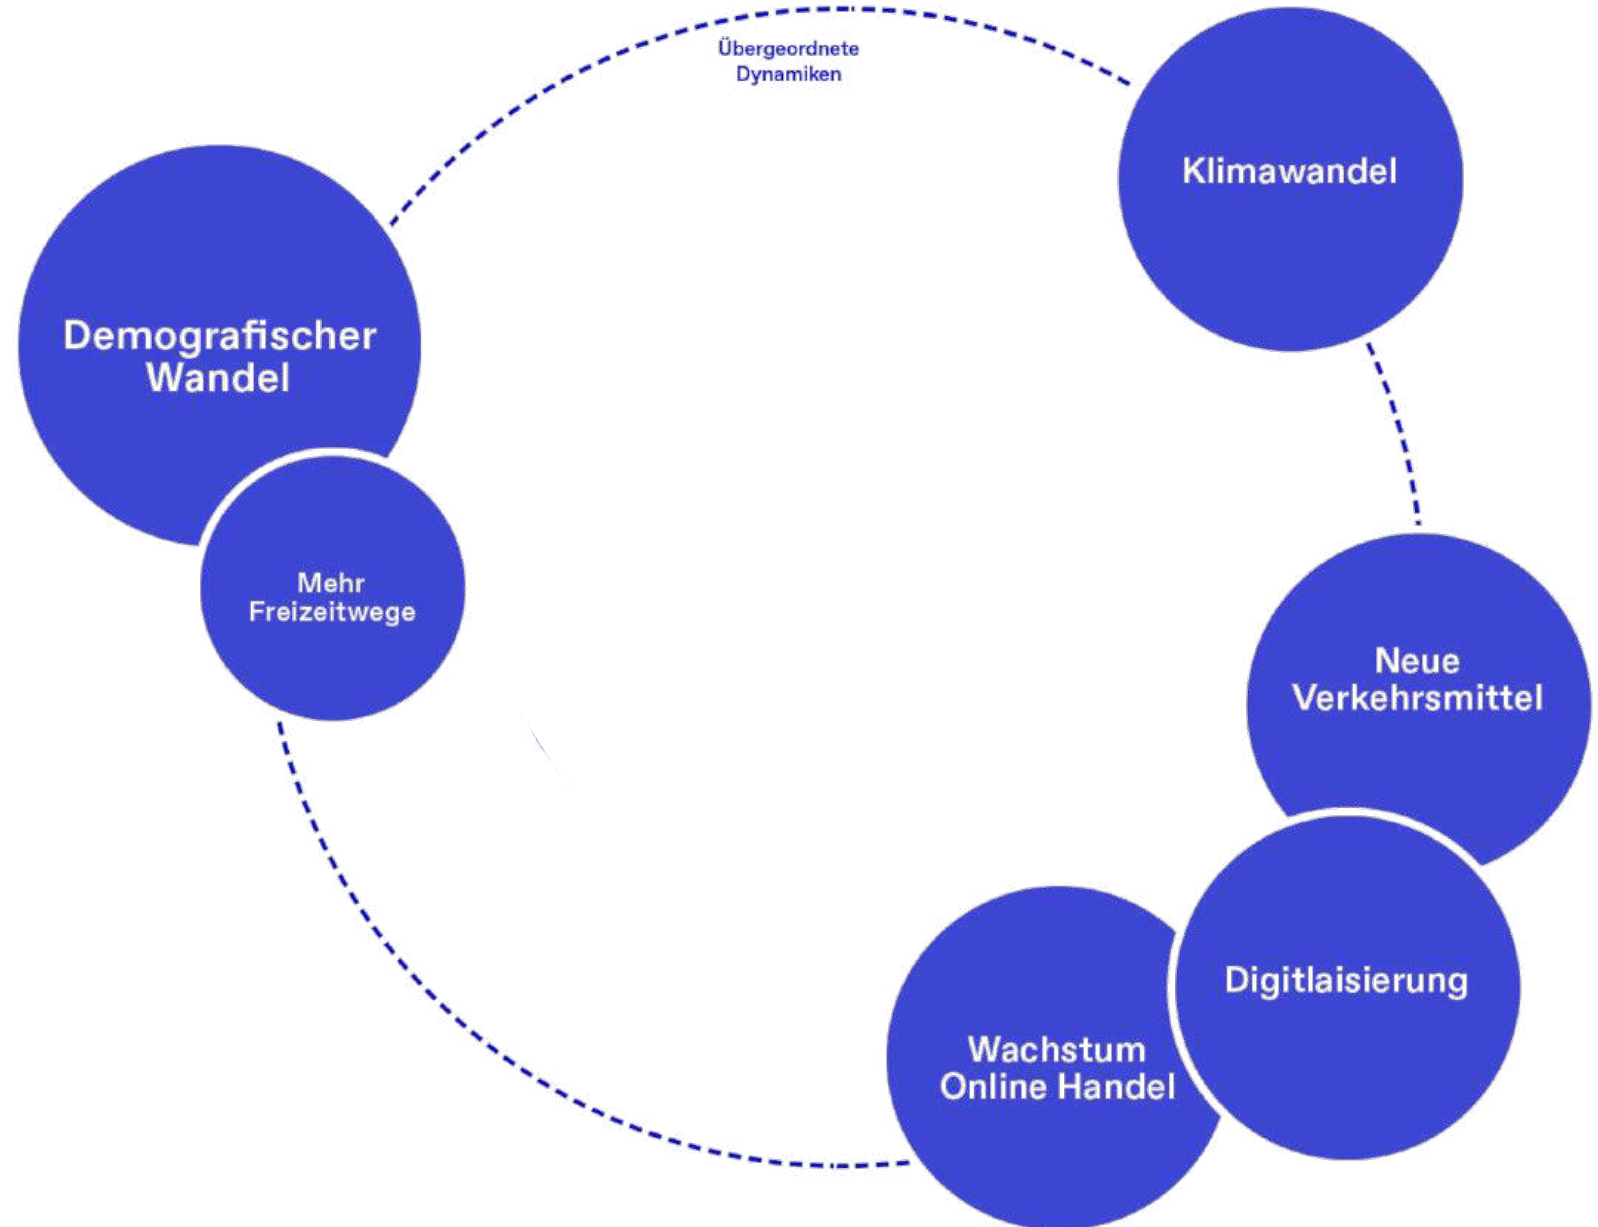 Übergeordnete
Dynamiken
Klimawandel
Demografischer
Wandel
Mehr
Freizeitwege
Neue
Verkehrsmittel
Digitlaisierung
Wachstum
Online Handel